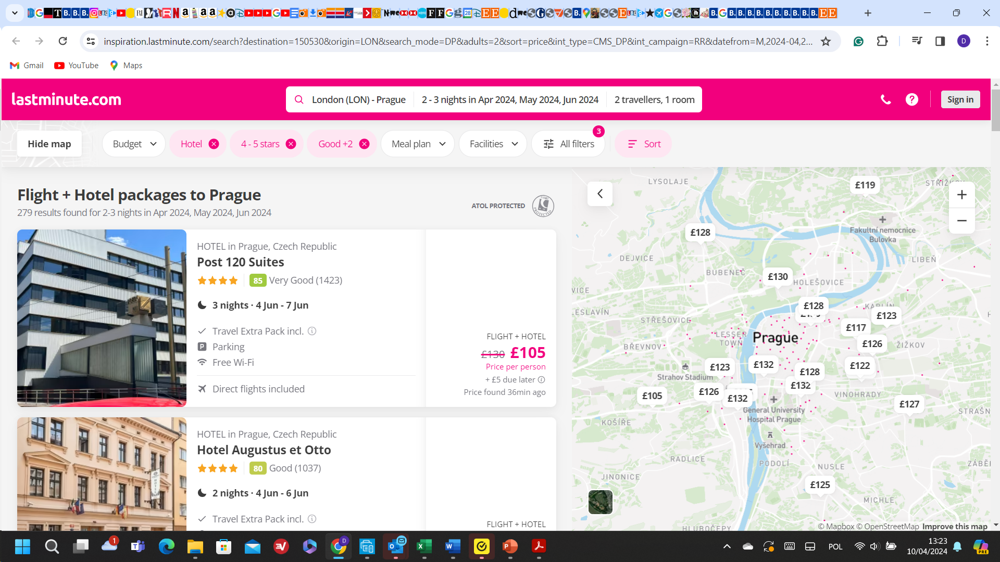 inspiration.lastminute.com/search?destination=150530&origin=LON&search_mode=DP&adults=2&sort=price&int_type=CMS_DP&int_campaign=RR&datefrom=M,2024-04,2...
D
Gmail
YouTube
Maps
lastminute.com
London (LON) - Prague
2 - 3 nights in Apr 2024, May 2024, Jun 2024
2 travellers, 1 room
Sign in
Hide map
Budget
Hotel
4 - 5 stars
Good +2
Meal plan
Facilities
All filters
3
Sort
Flight + Hotel packages to Prague
279 results found for 2-3 nights in Apr 2024, May 2024, Jun 2024
ATOL PROTECTED
HOTEL in Prague, Czech Republic
Post 120 Suites
85 Very Good (1423)
3 nights · 4 Jun - 7 Jun
Travel Extra Pack incl.
Parking
Free Wi-Fi
Direct flights included
FLIGHT + HOTEL
£130 £105
Price per person
+ £5 due later
Price found 36min ago
HOTEL in Prague, Czech Republic
Hotel Augustus et Otto
80 Good (1037)
2 nights · 4 Jun - 6 Jun
Travel Extra Pack incl.
FLIGHT + HOTEL
LYSOLAJE
£119
£128
Fakultní nemocnice
Bulovka
DEJVICE
LIBEŇ
BUBENEČ
£130
HOLEŠOVICE
VICE
£128
KARLÍN
£123
LESLAVÍN
STŘEŠOVICE
£117
LESSER
TOWN
Prague
£126
ŽIŽKOV
BŘEVNOV
£123
£132
£122
Strahov Stadium
£128
£132
£105
£126
£132
VINOHRADY
£127
General University
Hospital Prague
STRAŠN
KOŠÍŘE
Vyšehrad
RADLICE
PODOLÍ
NUSLE
ZÁBĚ
JINONICE
£125
MICHLE
HLUBOČEPY
© Mapbox © OpenStreetMap Improve this map
1
POL
13:23
10/04/2024